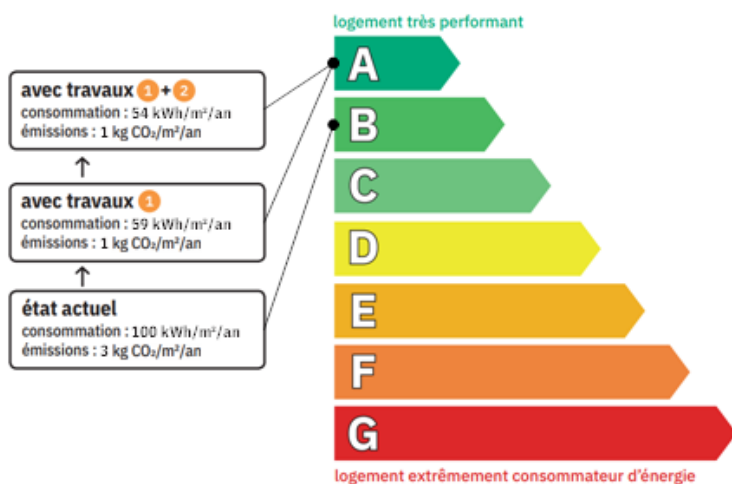 logement très performant
A
avec travaux 1 + 2
consommation : 54 kWh/m²/an
émissions : 1 kg CO₂/m²/an
B
C
avec travaux 1
consommation : 59 kWh/m²/an
émissions : 1 kg CO₂/m²/an
D
état actuel
consommation : 100 kWh/m²/an
émissions : 3 kg CO₂/m²/an
E
F
G
logement extrêmement consommateur d'énergie